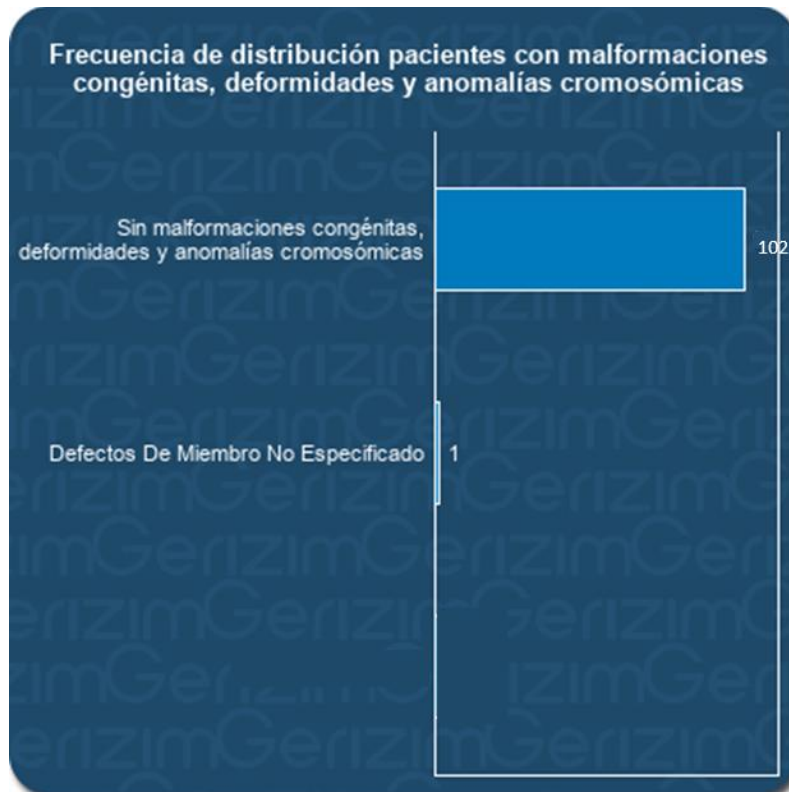 Frecuencia de distribución pacientes con malformaciones
congénitas, deformidades y anomalías cromosómicas
Sin malformaciones congénitas,
deformidades y anomalías cromosómicas
102
Defectos De Miembro No Especificado
1